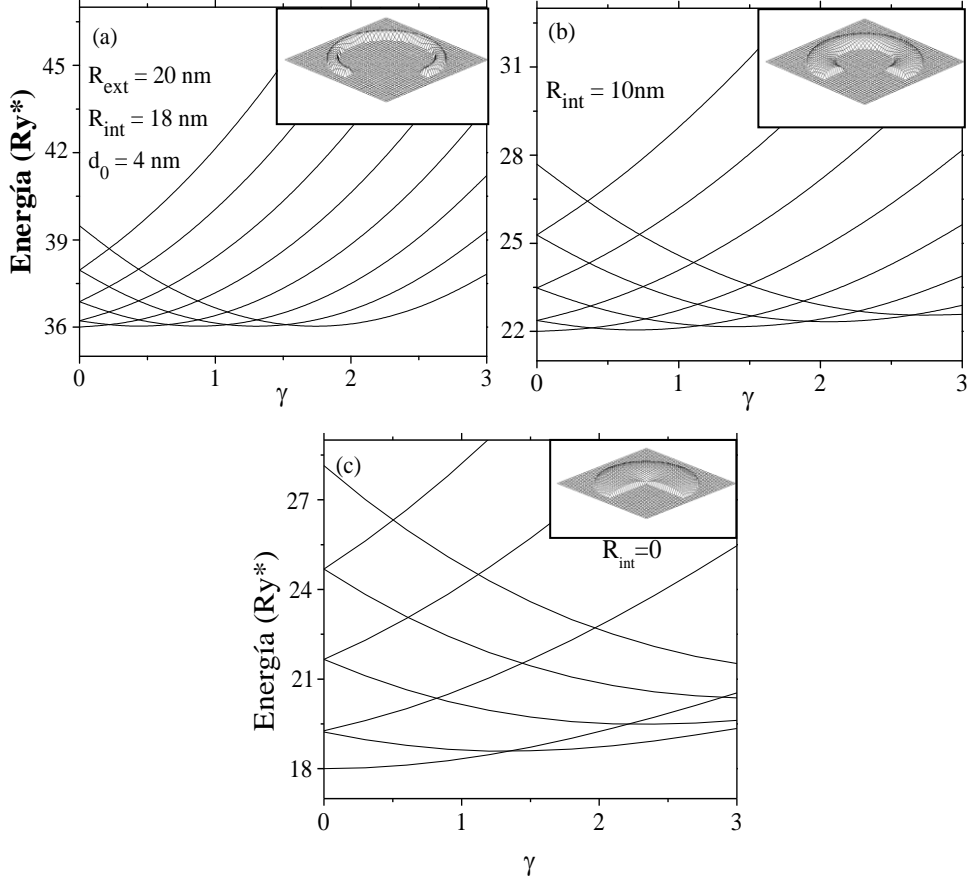 (a)
R_ext = 20 nm
R_int = 18 nm
d_0 = 4 nm
Energía (Ry*)
45
42
39
36
0 1 2 3
γ
(b)
R_int = 10nm
31
28
25
22
0 1 2 3
γ
(c)
R_int=0
Energía (Ry*)
27
24
21
18
0 1 2 3
γ